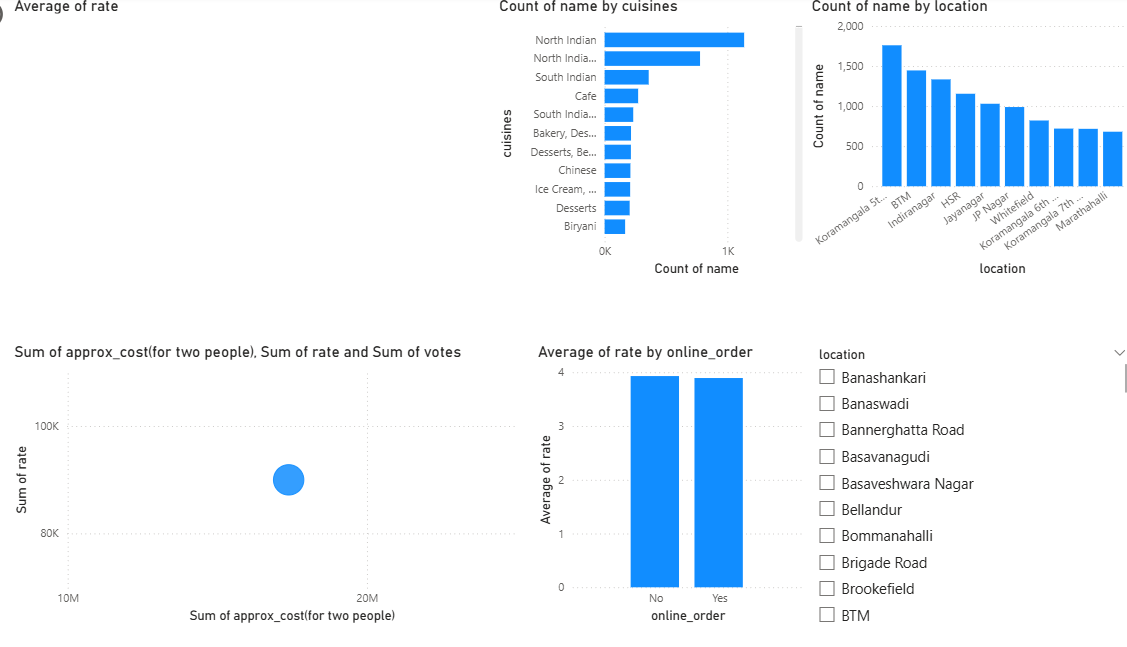 Average of rate
Count of name by cuisines
cuisines
North Indian
North India...
South Indian
Cafe
South India...
Bakery, Des...
Desserts, Be...
Chinese
Ice Cream, ...
Desserts
Biryani
0K 1K
Count of name
Count of name by location
Count of name
2,000
1,500
1,000
500
0
Koramangala 5t...
BTM
Indiranagar
HSR
Jayanagar
JP Nagar
Whitefield
Koramangala 6th ...
Koramangala 7th ...
Marathahalli
location
Sum of approx_cost(for two people), Sum of rate and Sum of votes
Sum of rate
100K
80K
10M 20M
Sum of approx_cost(for two people)
Average of rate by online_order
Average of rate
4
3
2
1
0
No Yes
online_order
location
Banashankari
Banaswadi
Bannerghatta Road
Basavanagudi
Basaveshwara Nagar
Bellandur
Bommanahalli
Brigade Road
Brookefield
BTM